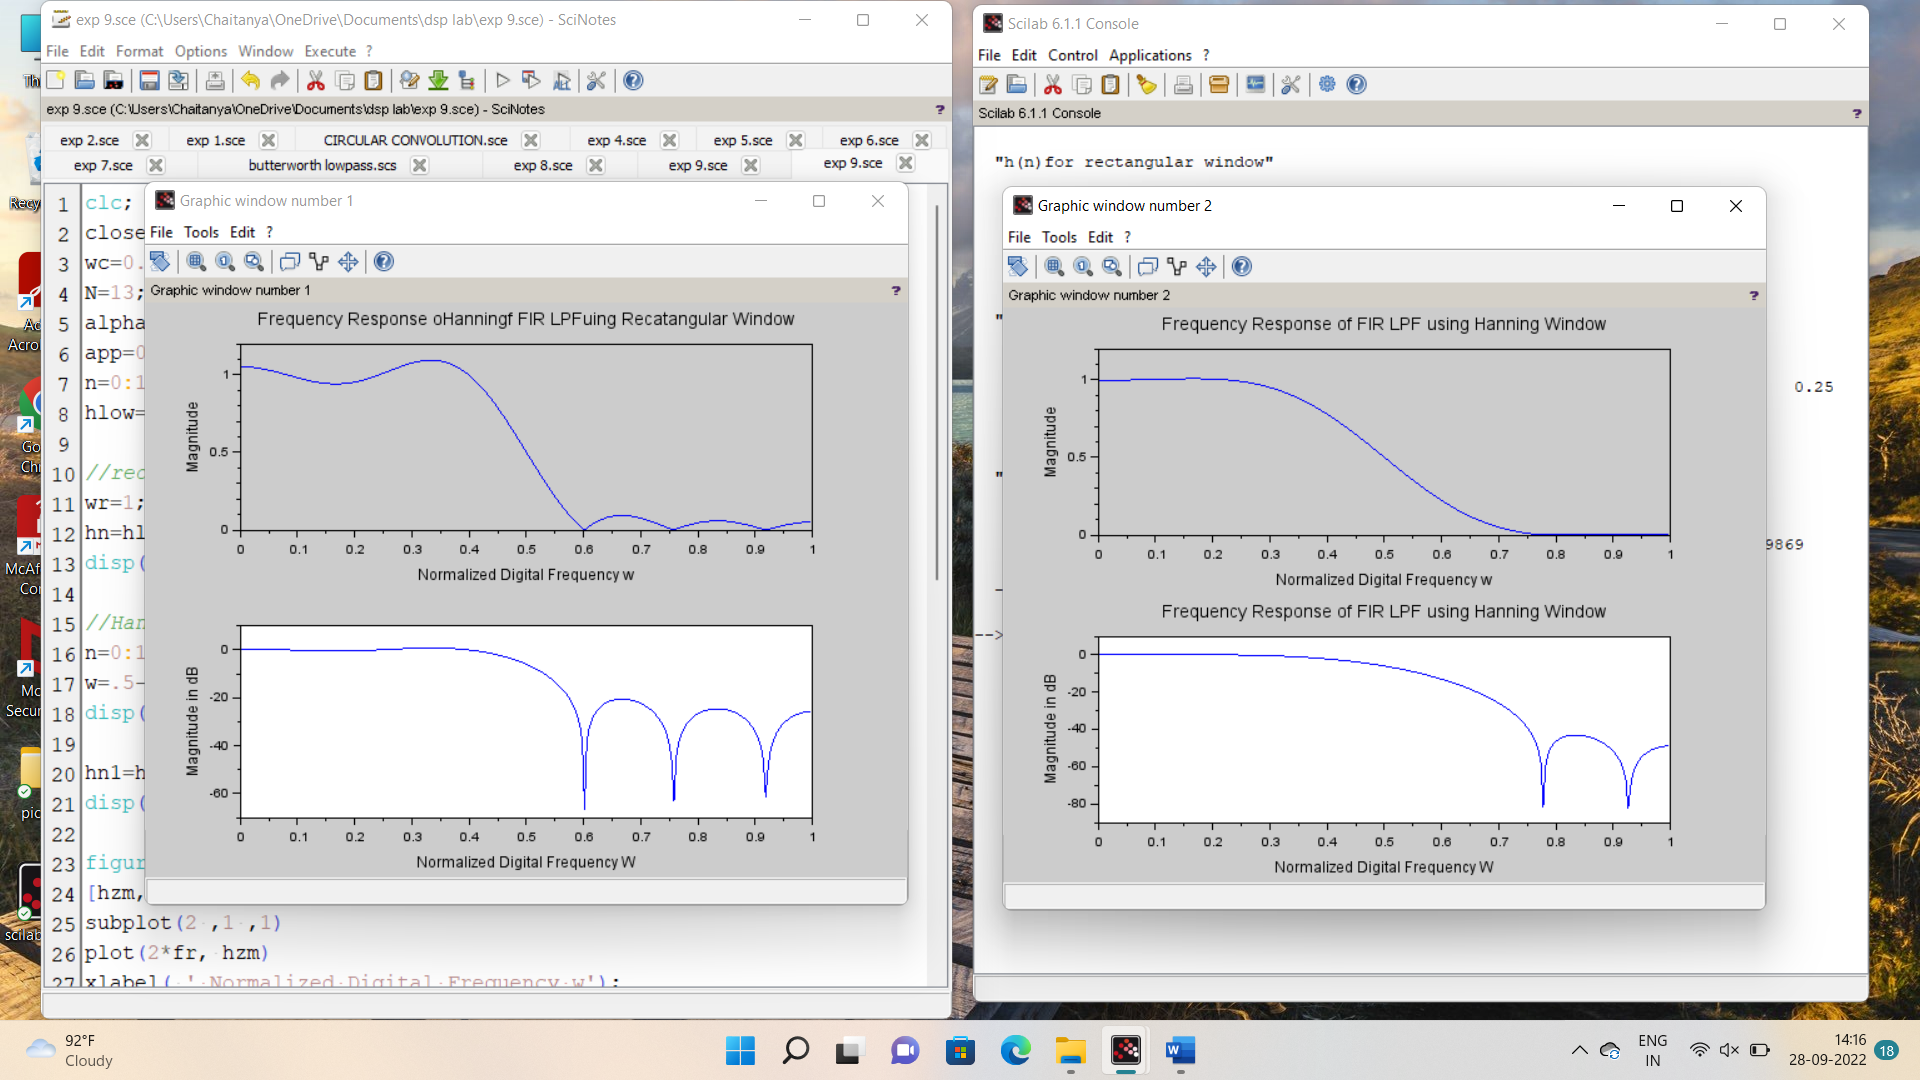 exp 9.sce (C:\Users\Chaitanya\OneDrive\Documents\dsp lab\exp 9.sce) - SciNotes
File Edit Format Options Window Execute ?
exp 9.sce (C:\Users\Chaitanya\OneDrive\Documents\dsp lab\exp 9.sce) - SciNotes ?
exp 2.sce exp 1.sce CIRCULAR CONVOLUTION.sce exp 4.sce exp 5.sce exp 6.sce
exp 7.sce butterworth lowpass.scs exp 8.sce exp 9.sce exp 9.sce
1 clc;
2 close
3 wc=0.
4 N=13;
5 alpha
6 app=0
7 n=0:1
8 hlow=
9
10 //rec
11 wr=1;
12 hn=hl
13 disp(
14
15 //Han
16 n=0:1
17 w=.5-
18 disp(
19
20 hn1=h
21 disp(
22
23 figur
24 [hzm,
25 subplot(2 ,1 ,1)
26 plot(2*fr, hzm)
27 xlabel( ' Normalized Digital Frequency w');
Graphic window number 1
File Tools Edit ?
Graphic window number 1 ?
Frequency Response oHanningf FIR LPFuing Recatangular Window
Magnitude
1
0.5
0
0 0.1 0.2 0.3 0.4 0.5 0.6 0.7 0.8 0.9 1
Normalized Digital Frequency w
Magnitude in dB
0
-20
-40
-60
0 0.1 0.2 0.3 0.4 0.5 0.6 0.7 0.8 0.9 1
Normalized Digital Frequency W
Scilab 6.1.1 Console
File Edit Control Applications ?
Scilab 6.1.1 Console ?
"h(n)for rectangular window"
"
0.25
"
9869
-
-->
Graphic window number 2
File Tools Edit ?
Graphic window number 2 ?
Frequency Response of FIR LPF using Hanning Window
Magnitude
1
0.5
0
0 0.1 0.2 0.3 0.4 0.5 0.6 0.7 0.8 0.9 1
Normalized Digital Frequency w
Frequency Response of FIR LPF using Hanning Window
Magnitude in dB
0
-20
-40
-60
-80
0 0.1 0.2 0.3 0.4 0.5 0.6 0.7 0.8 0.9 1
Normalized Digital Frequency W
Th
Recy
Ad
Acro
Go
Chr
McAf
Co
Mc
Secur
pic
scilab
92°F
Cloudy
W
ENG
IN
14:16
28-09-2022
18